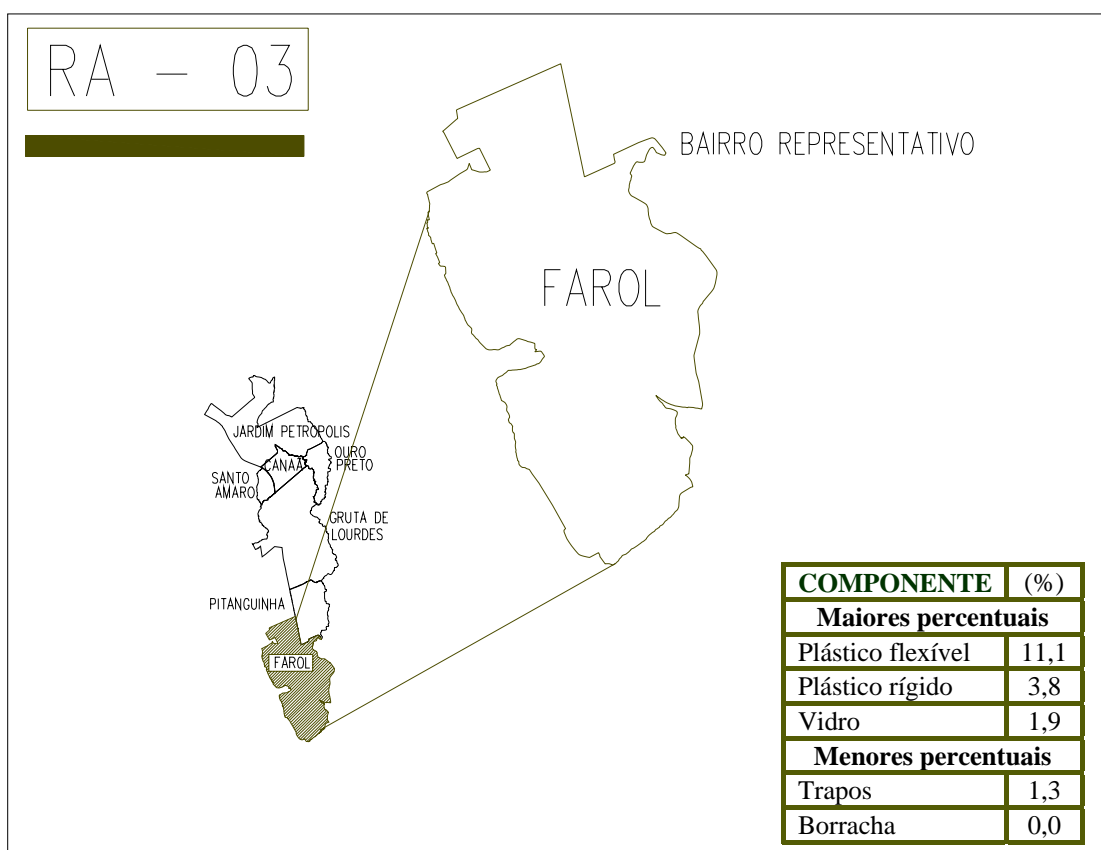 RA - 03
BAIRRO REPRESENTATIVO
FAROL
JARDIM PETROPOLIS
CANAA
OURO
PRETO
SANTO
AMARO
GRUTA DE
LOURDES
PITANGUINHA
FAROL
COMPONENTE (%)
Maiores percentuais
Plástico flexível 11,1
Plástico rígido 3,8
Vidro 1,9
Menores percentuais
Trapos 1,3
Borracha 0,0